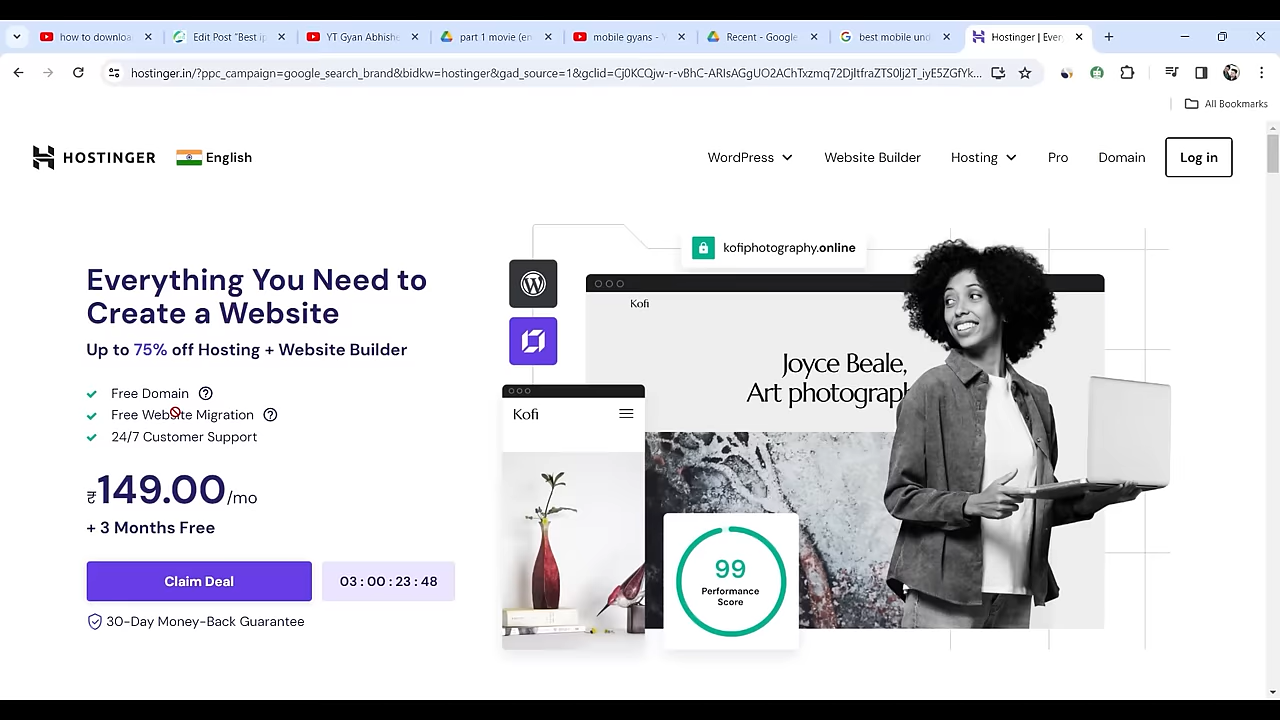 how to downloa
Edit Post "Best ip
YT Gyan Abhishe
part 1 movie (en
mobile gyans - Y
Recent - Google
best mobile und
Hostinger | Ever
hostinger.in/?ppc_campaign=google_search_brand&bidkw=hostinger&gad_source=1&gclid=Cj0KCQjw-r-vBhC-ARIsAGgUO2AChTxzmq72DjltfraZTS0lj2T_iyE5ZGfYk...
All Bookmarks
HOSTINGER
English
WordPress
Website Builder
Hosting
Pro
Domain
Log in
Everything You Need to
Create a Website
Up to 75% off Hosting + Website Builder
Free Domain
Free Website Migration
24/7 Customer Support
₹149.00/mo
+ 3 Months Free
Claim Deal
03 : 00 : 23 : 48
30-Day Money-Back Guarantee
kofiphotography.online
Kofi
Joyce Beale,
Art photograph
Kofi
99
Performance
Score